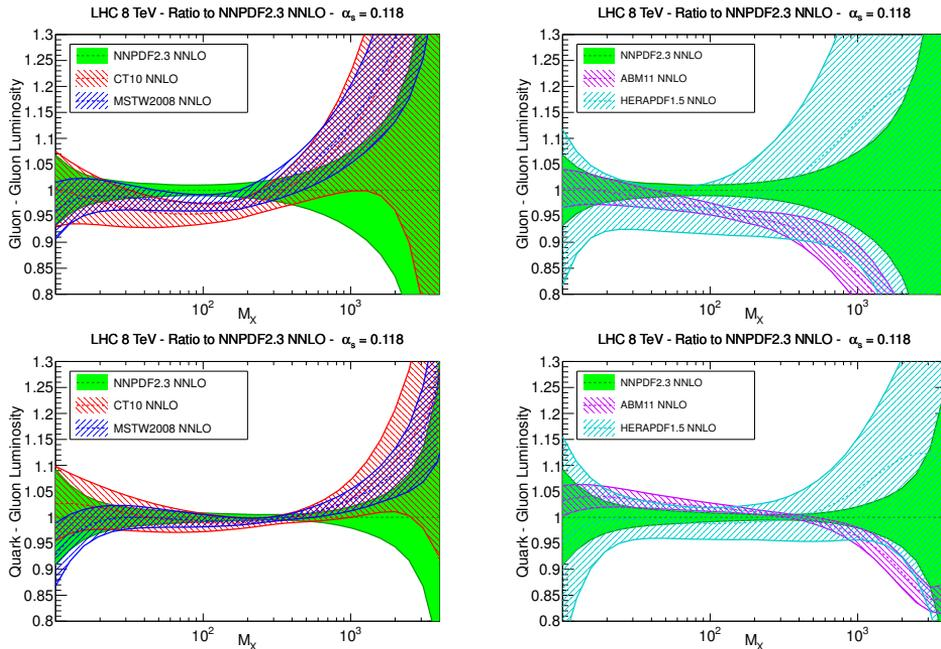 LHC 8 TeV - Ratio to NNPDF2.3 NNLO - αs = 0.118
Gluon - Gluon Luminosity
1.3
1.25
1.2
1.15
1.1
1.05
1
0.95
0.9
0.85
0.8
NNPDF2.3 NNLO
CT10 NNLO
MSTW2008 NNLO
10²
10³
MX
LHC 8 TeV - Ratio to NNPDF2.3 NNLO - αs = 0.118
Gluon - Gluon Luminosity
1.3
1.25
1.2
1.15
1.1
1.05
1
0.95
0.9
0.85
0.8
NNPDF2.3 NNLO
ABM11 NNLO
HERAPDF1.5 NNLO
10²
10³
MX
LHC 8 TeV - Ratio to NNPDF2.3 NNLO - αs = 0.118
Quark - Gluon Luminosity
1.3
1.25
1.2
1.15
1.1
1.05
1
0.95
0.9
0.85
0.8
NNPDF2.3 NNLO
CT10 NNLO
MSTW2008 NNLO
10²
10³
MX
LHC 8 TeV - Ratio to NNPDF2.3 NNLO - αs = 0.118
Quark - Gluon Luminosity
1.3
1.25
1.2
1.15
1.1
1.05
1
0.95
0.9
0.85
0.8
NNPDF2.3 NNLO
ABM11 NNLO
HERAPDF1.5 NNLO
10²
10³
MX